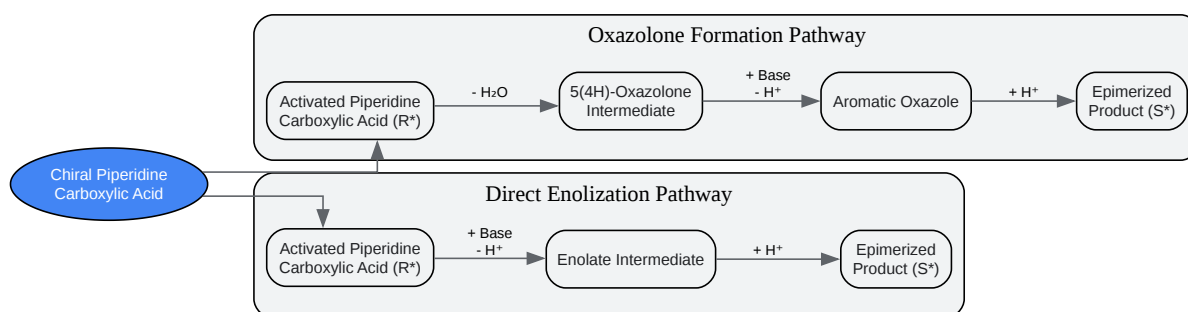 Oxazolone Formation Pathway
Activated Piperidine
Carboxylic Acid (R*)
- H₂O
5(4H)-Oxazolone
Intermediate
+ Base
- H⁺
Aromatic Oxazole
+ H⁺
Epimerized
Product (S*)
Chiral Piperidine
Carboxylic Acid
Direct Enolization Pathway
Activated Piperidine
Carboxylic Acid (R*)
+ Base
- H⁺
Enolate Intermediate
+ H⁺
Epimerized
Product (S*)